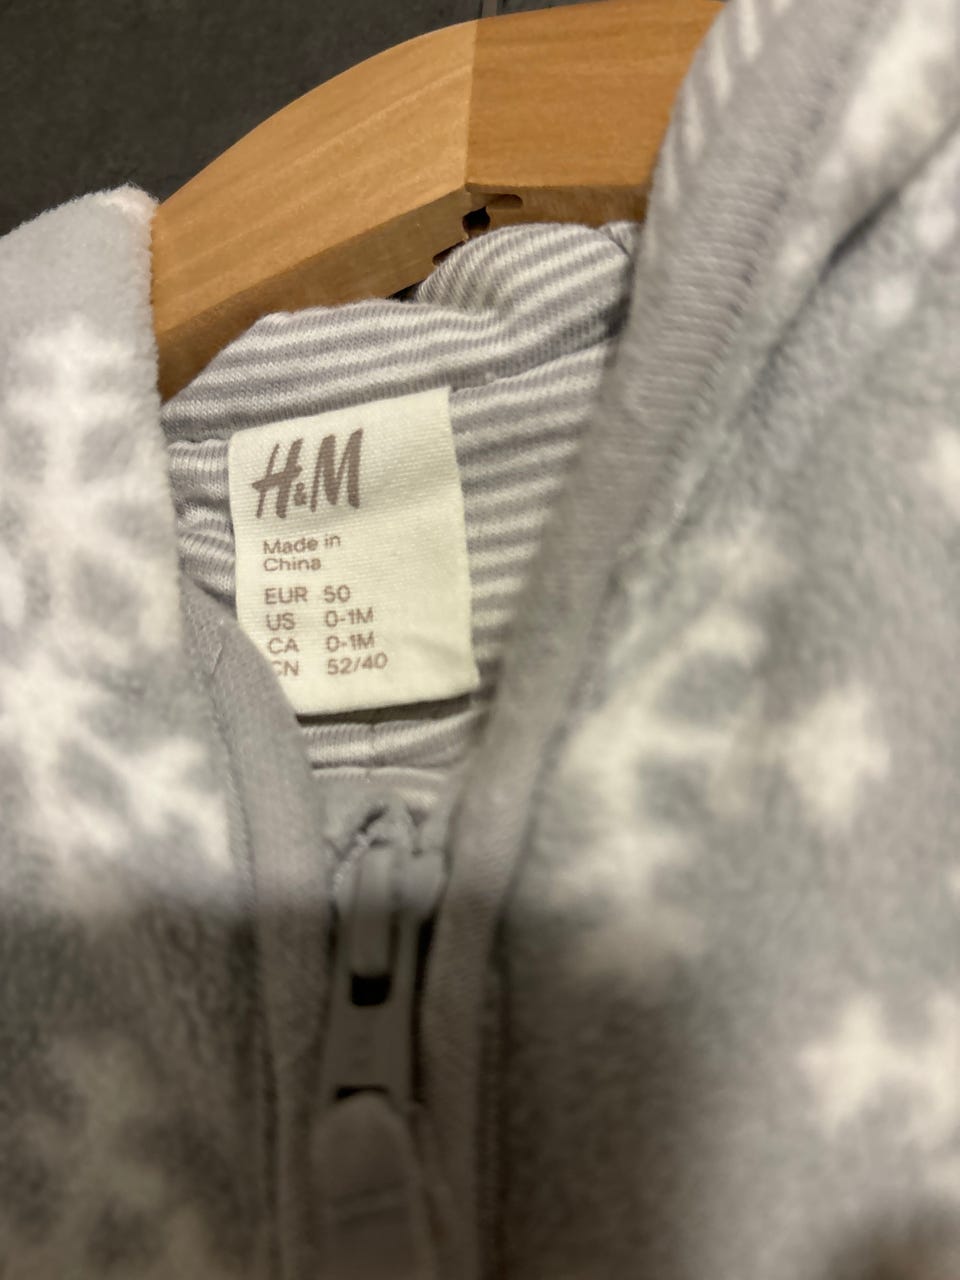 H&M
Made in
China
EUR 50
US 0-1M
CA 0-1M
CN 52/40